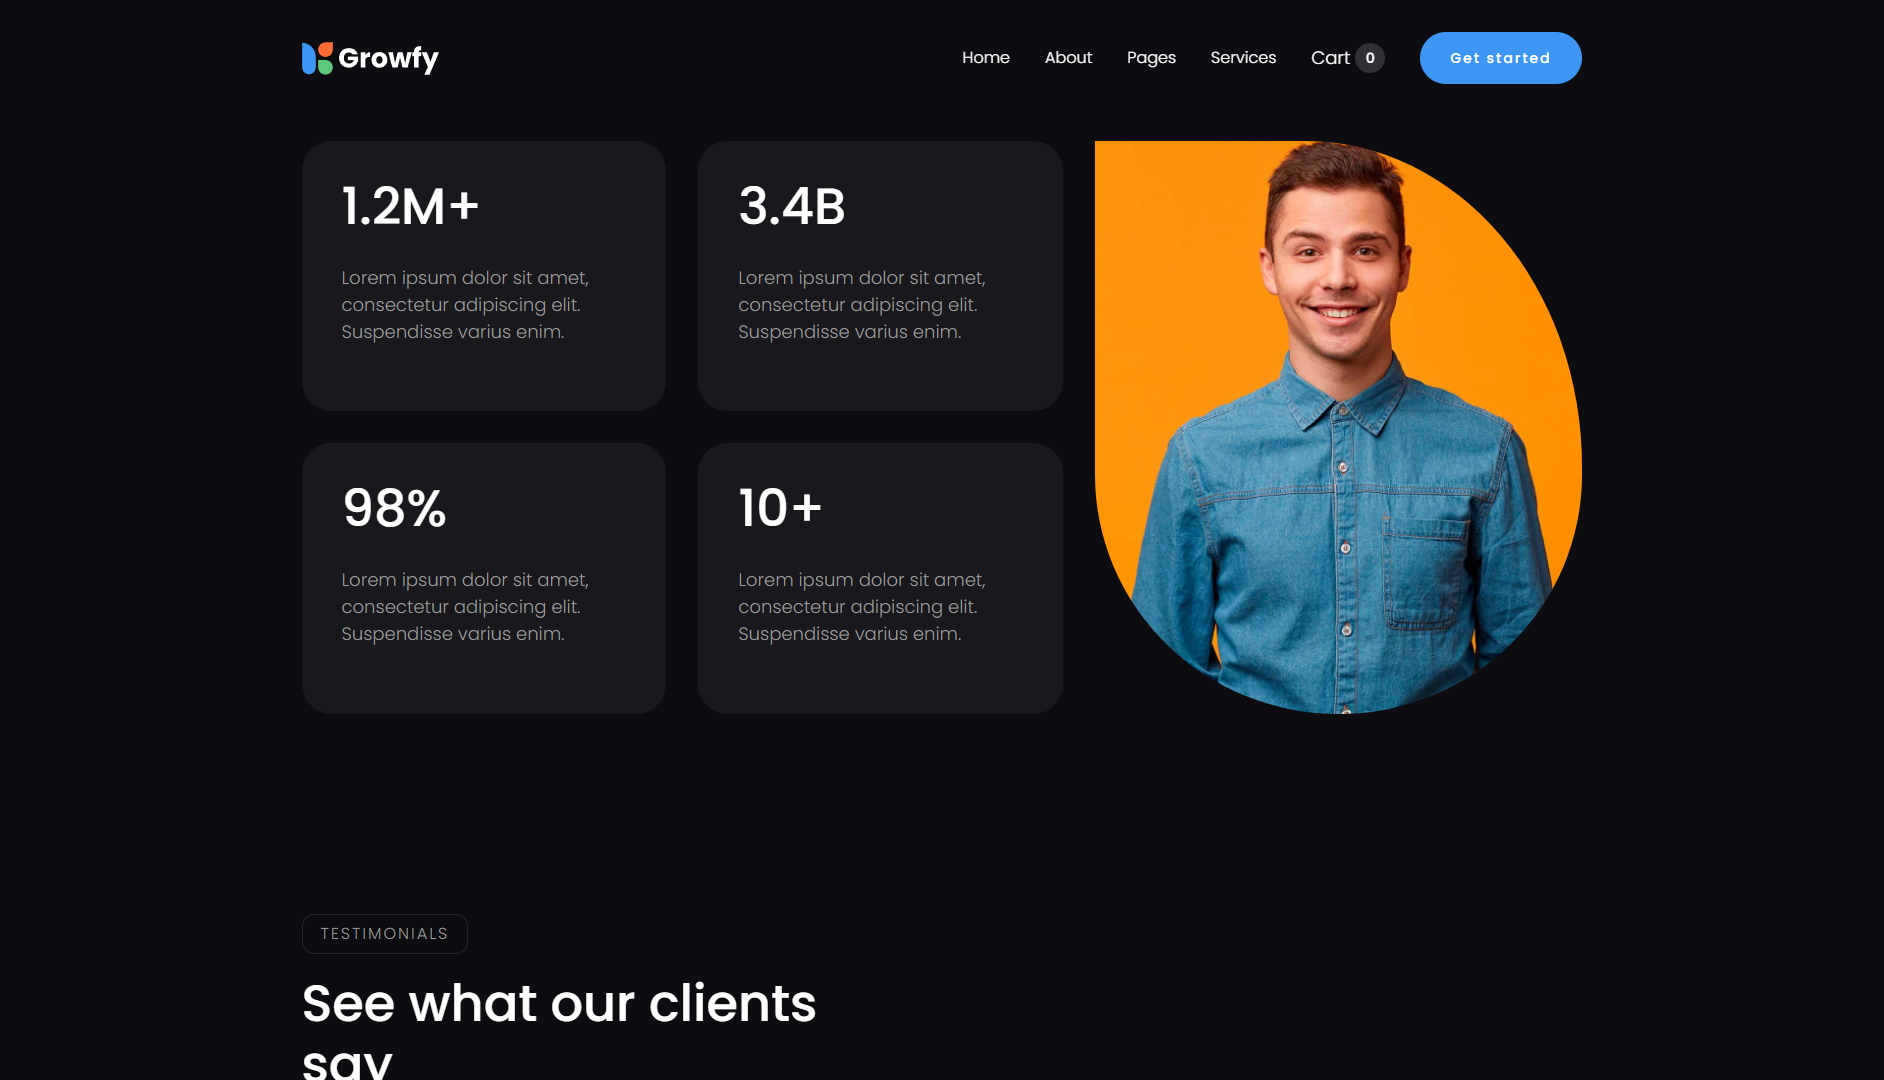 Growfy
Home
About
Pages
Services
Cart 0
Get started
1.2M+
Lorem ipsum dolor sit amet,
consectetur adipiscing elit.
Suspendisse varius enim.
3.4B
Lorem ipsum dolor sit amet,
consectetur adipiscing elit.
Suspendisse varius enim.
98%
Lorem ipsum dolor sit amet,
consectetur adipiscing elit.
Suspendisse varius enim.
10+
Lorem ipsum dolor sit amet,
consectetur adipiscing elit.
Suspendisse varius enim.
TESTIMONIALS
See what our clients
say